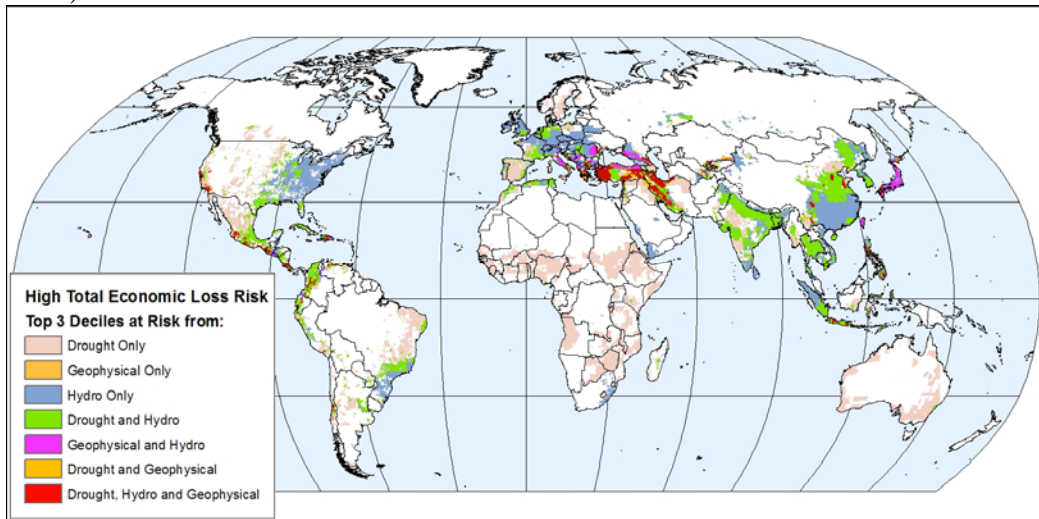 High Total Economic Loss Risk
Top 3 Deciles at Risk from:
Drought Only
Geophysical Only
Hydro Only
Drought and Hydro
Geophysical and Hydro
Drought and Geophysical
Drought, Hydro and Geophysical